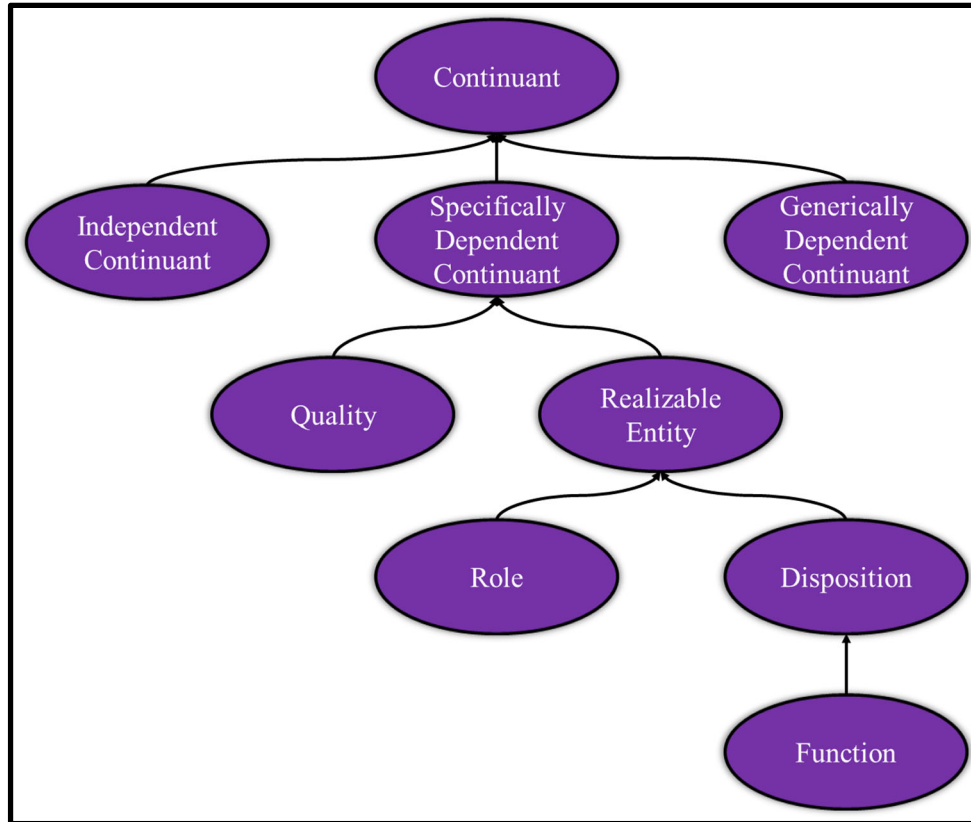 Continuant
Independent
Continuant
Specifically
Dependent
Continuant
Generically
Dependent
Continuant
Quality
Realizable
Entity
Role
Disposition
Function